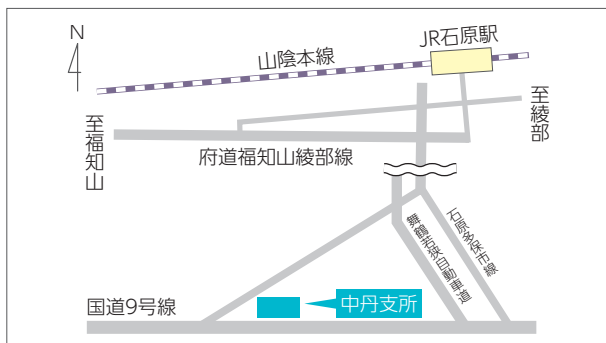 N
JR石原駅
山陰本線
至綾部
至福知山
府道福知山綾部線
石原多保市線
舞鶴若狭自動車道
国道9号線
中丹支所